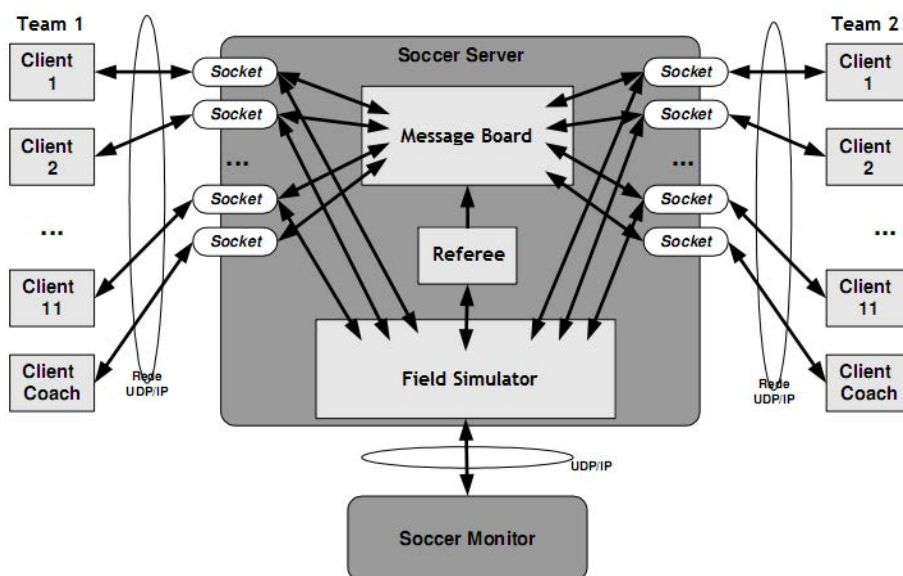 Team 1
Team 2
Client
1
Socket
Soccer Server
Socket
Client
1
Client
2
Socket
Message Board
Socket
Client
2
...
...
Socket
Socket
...
...
Socket
Referee
Socket
Client
11
Client
11
Client
Coach
Rede
UDP/IP
Field Simulator
Rede
UDP/IP
Client
Coach
UDP/IP
Soccer Monitor